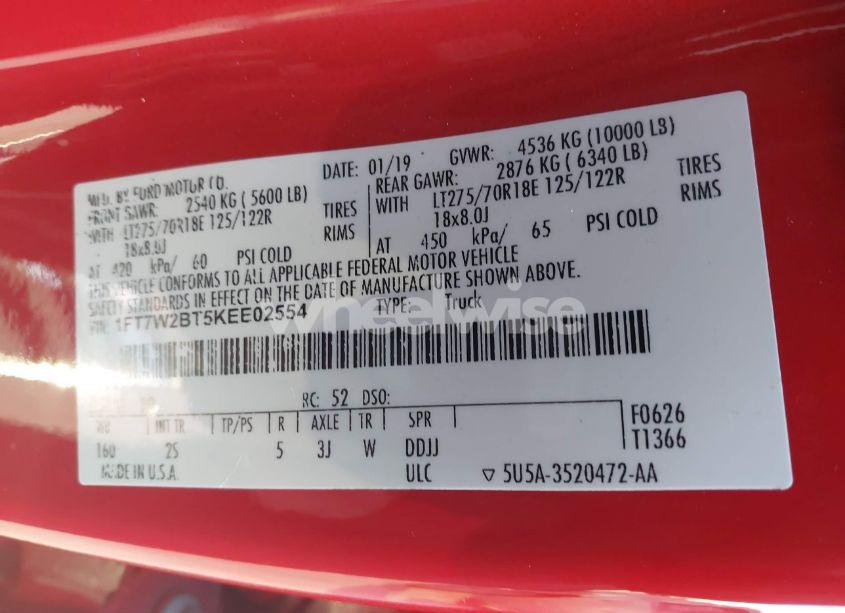 MFD. BY FORD MOTOR CO.
DATE: 01/19 GVWR: 4536 KG (10000 LB)
FRONT GAWR: 2540 KG (5600 LB)
REAR GAWR: 2876 KG (6340 LB)
WITH LT275/70R18E 125/122R TIRES
WITH LT275/70R18E 125/122R TIRES
18x8.0J RIMS
18x8.0J RIMS
AT 420 kPa/ 60 PSI COLD
AT 450 kPa/ 65 PSI COLD
THIS VEHICLE CONFORMS TO ALL APPLICABLE FEDERAL MOTOR VEHICLE
SAFETY STANDARDS IN EFFECT ON THE DATE OF MANUFACTURE SHOWN ABOVE.
1FT7W2BT5KEE02554 TYPE: Truck
wheelwise
RC: 52 DSO:
INT TR TP/PS R AXLE TR SPR F0626
160 2S 5 3J W DDJJ T1366
MADE IN U.S.A. ULC ▽ 5U5A-3520472-AA